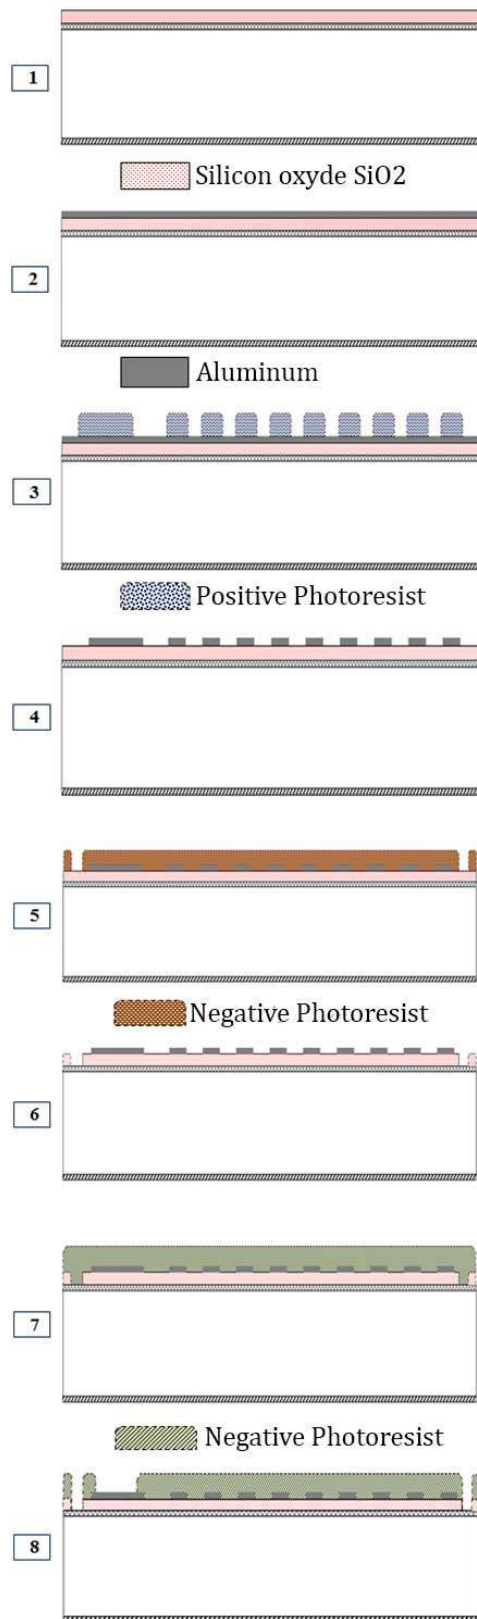 1
Silicon oxyde SiO2
2
Aluminum
3
Positive Photoresist
4
5
Negative Photoresist
6
7
Negative Photoresist
8